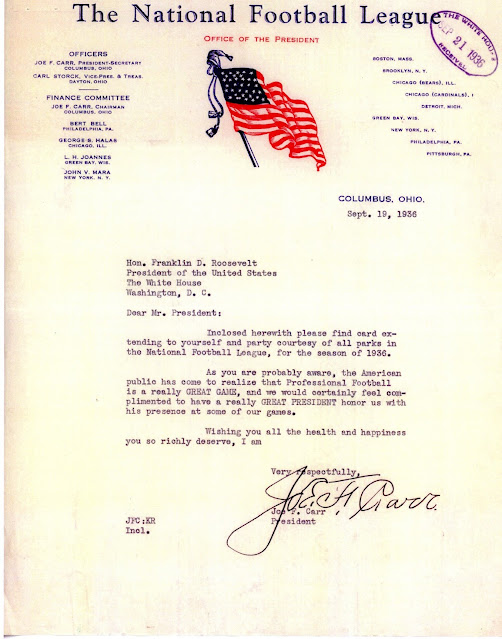 The National Football League
OFFICE OF THE PRESIDENT
THE WHITE HOUSE
SEP 21 1936
RECEIVED
OFFICERS
JOE F. CARR, PRESIDENT-SECRETARY
COLUMBUS, OHIO
CARL STORCK, VICE-PRES. & TREAS.
DAYTON, OHIO
FINANCE COMMITTEE
JOE F. CARR, CHAIRMAN
COLUMBUS, OHIO
BERT BELL
PHILADELPHIA, PA.
GEORGE S. HALAS
CHICAGO, ILL.
L. H. JOANNES
GREEN BAY, WIS.
JOHN V. MARA
NEW YORK, N. Y.
BOSTON, MASS.
BROOKLYN, N. Y.
CHICAGO (BEARS), ILL.
CHICAGO (CARDINALS), I
DETROIT, MICH.
GREEN BAY, WIS.
NEW YORK, N. Y.
PHILADELPHIA, PA.
PITTSBURGH, PA.
COLUMBUS, OHIO.
Sept. 19, 1936
Hon. Franklin D. Roosevelt
President of the United States
The White House
Washington, D. C.
Dear Mr. President:
Inclosed herewith please find card ex-
tending to yourself and party courtesy of all parks in
the National Football League, for the season of 1936.
As you are probably aware, the American
public has come to realize that Professional Football
is a really GREAT GAME, and we would certainly feel com-
plimented to have a really GREAT PRESIDENT honor us with
his presence at some of our games.
Wishing you all the health and happiness
you so richly deserve, I am
Very respectfully,
Joe F. Carr.
Joe F. Carr
President
JFC:KR
Incl.